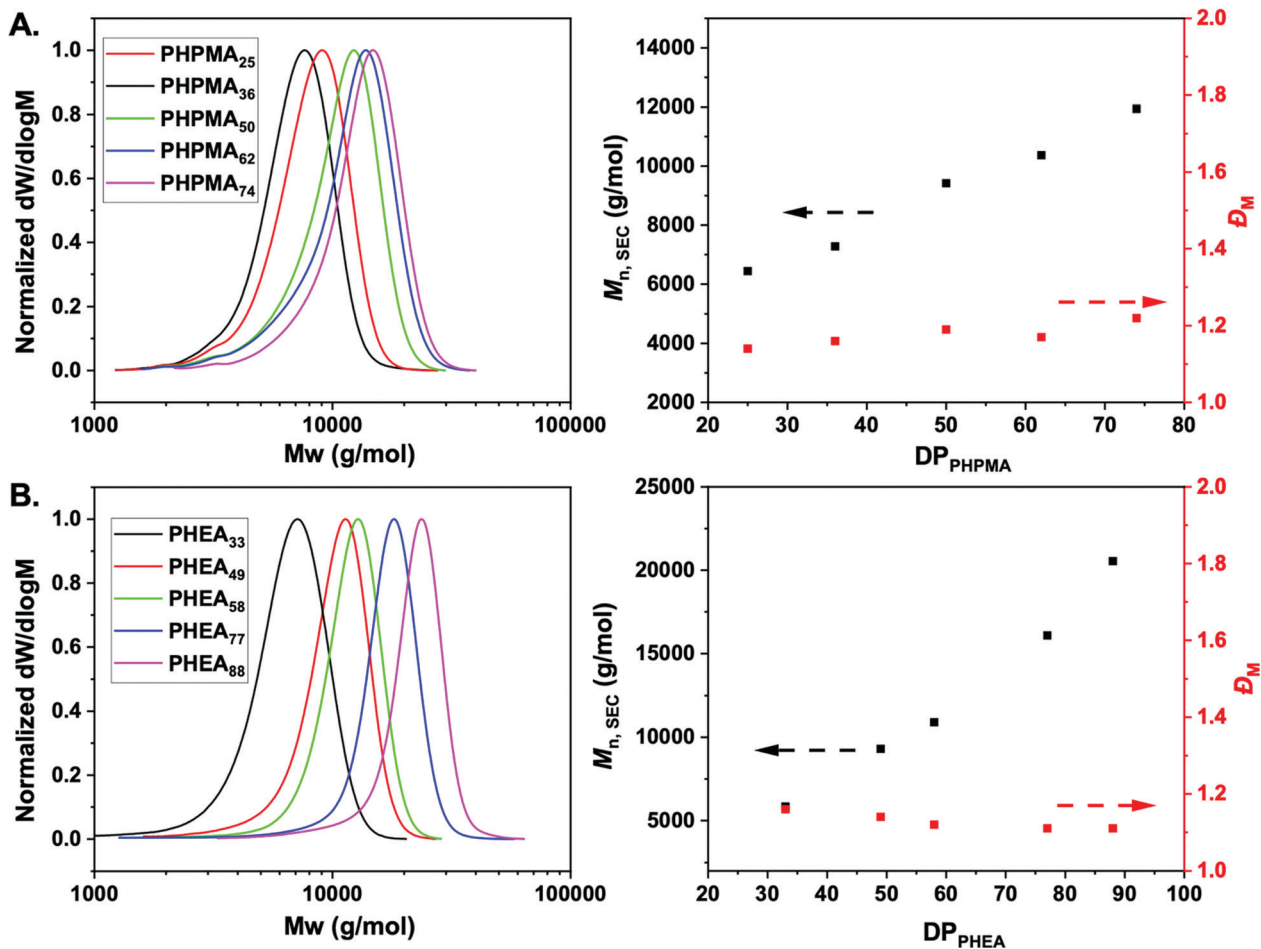 A.
PHPMA25
PHPMA36
PHPMA50
PHPMA62
PHPMA74
Normalized dW/dlogM
1.0
0.8
0.6
0.4
0.2
0.0
1000
10000
100000
Mw (g/mol)
Mn, SEC (g/mol)
14000
12000
10000
8000
6000
4000
2000
20
30
40
50
60
70
80
DPPHPMA
2.0
1.8
1.6
1.4
1.2
1.0
ĐM
B.
PHEA33
PHEA49
PHEA58
PHEA77
PHEA88
Normalized dW/dlogM
1.0
0.8
0.6
0.4
0.2
0.0
1000
10000
100000
Mw (g/mol)
Mn, SEC (g/mol)
25000
20000
15000
10000
5000
20
30
40
50
60
70
80
90
100
DPPHEA
2.0
1.8
1.6
1.4
1.2
1.0
ĐM